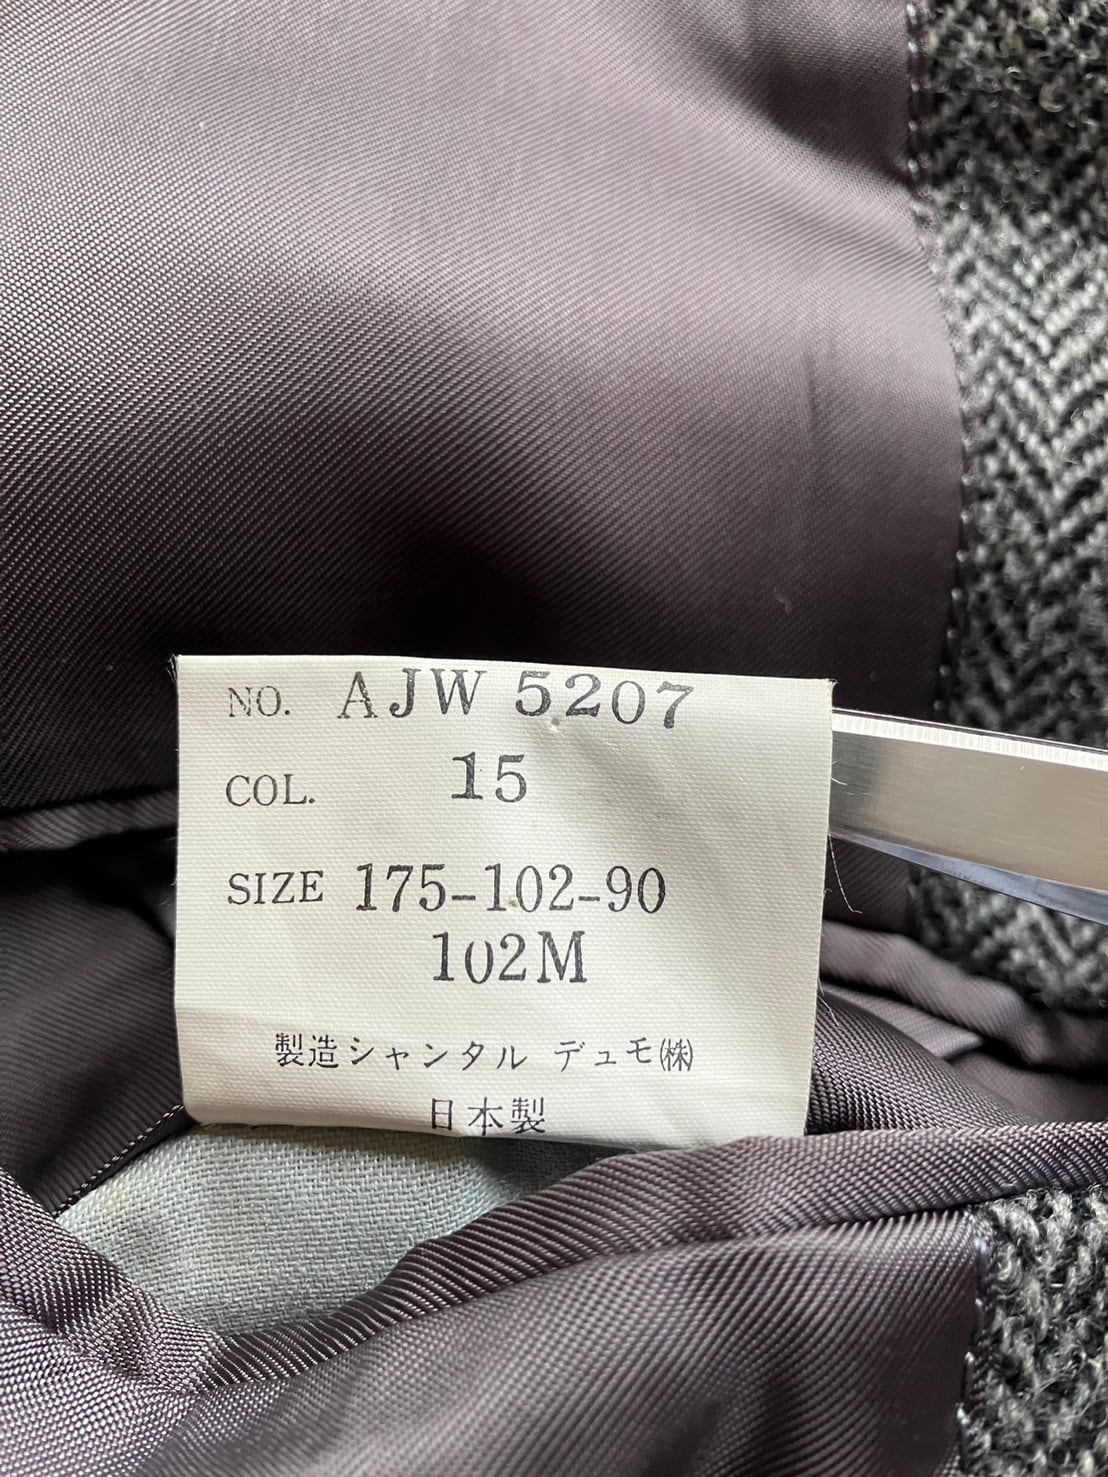 NO. AJW 5207
COL. 15
SIZE 175-102-90
102M
製造シャンタル デュモ㈱
日本製